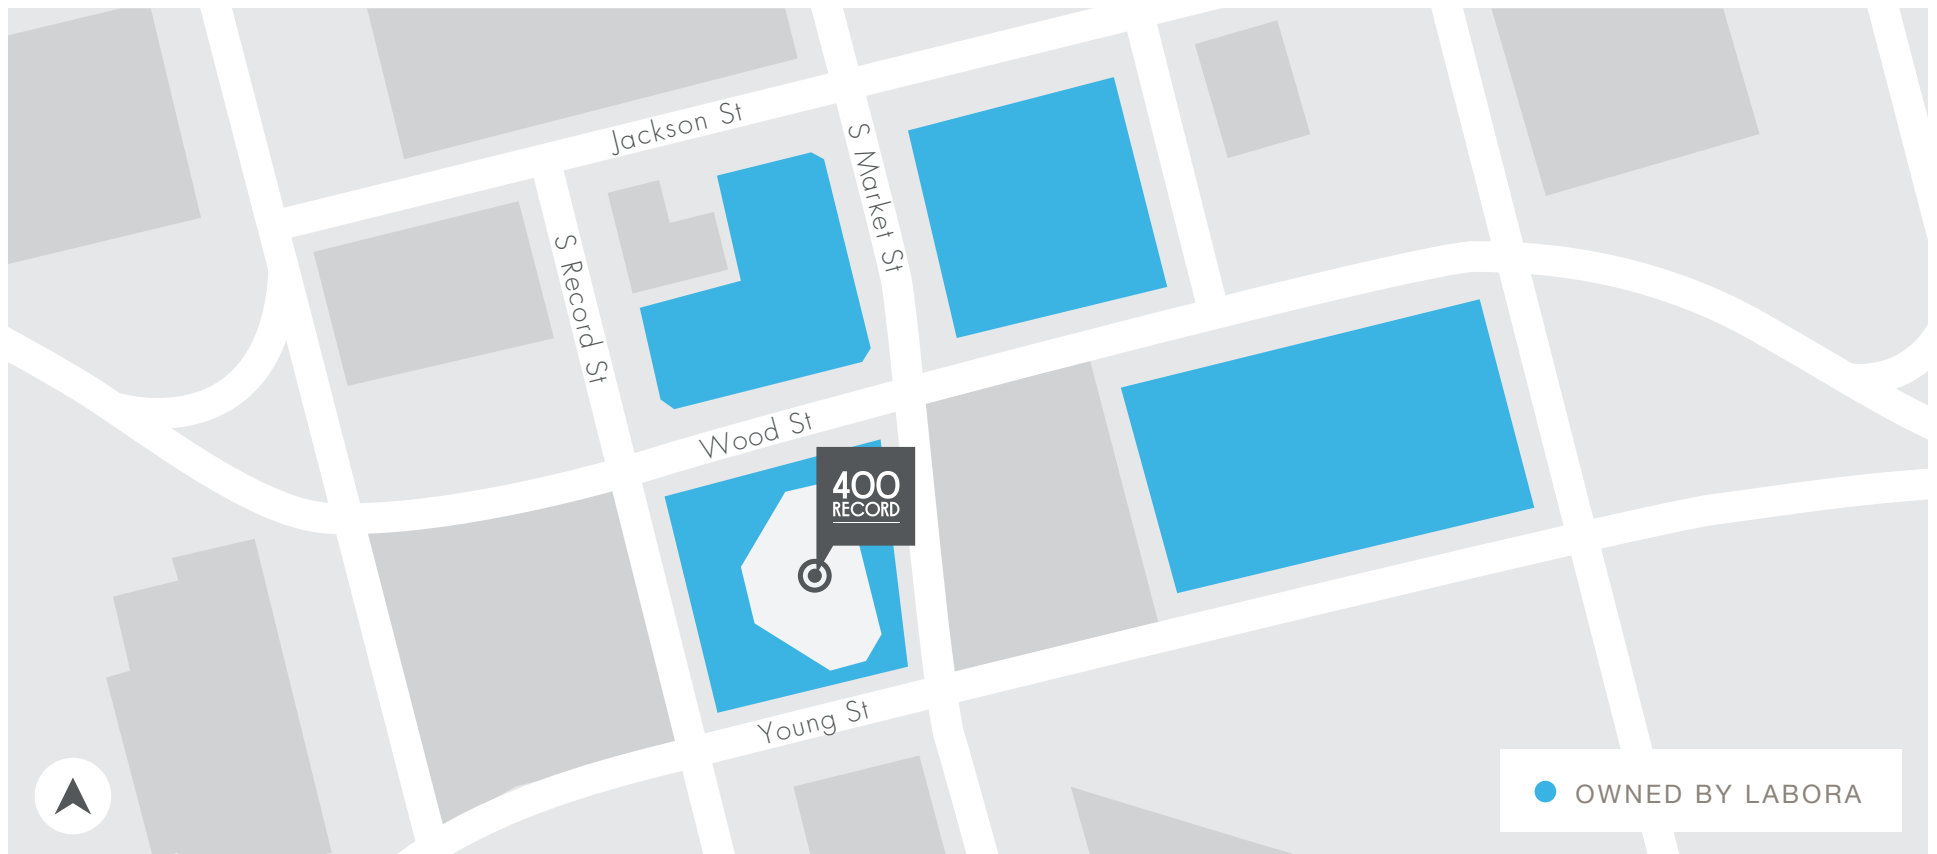 Jackson St
S Market St
S Record St
Wood St
400
RECORD
Young St
OWNED BY LABORA